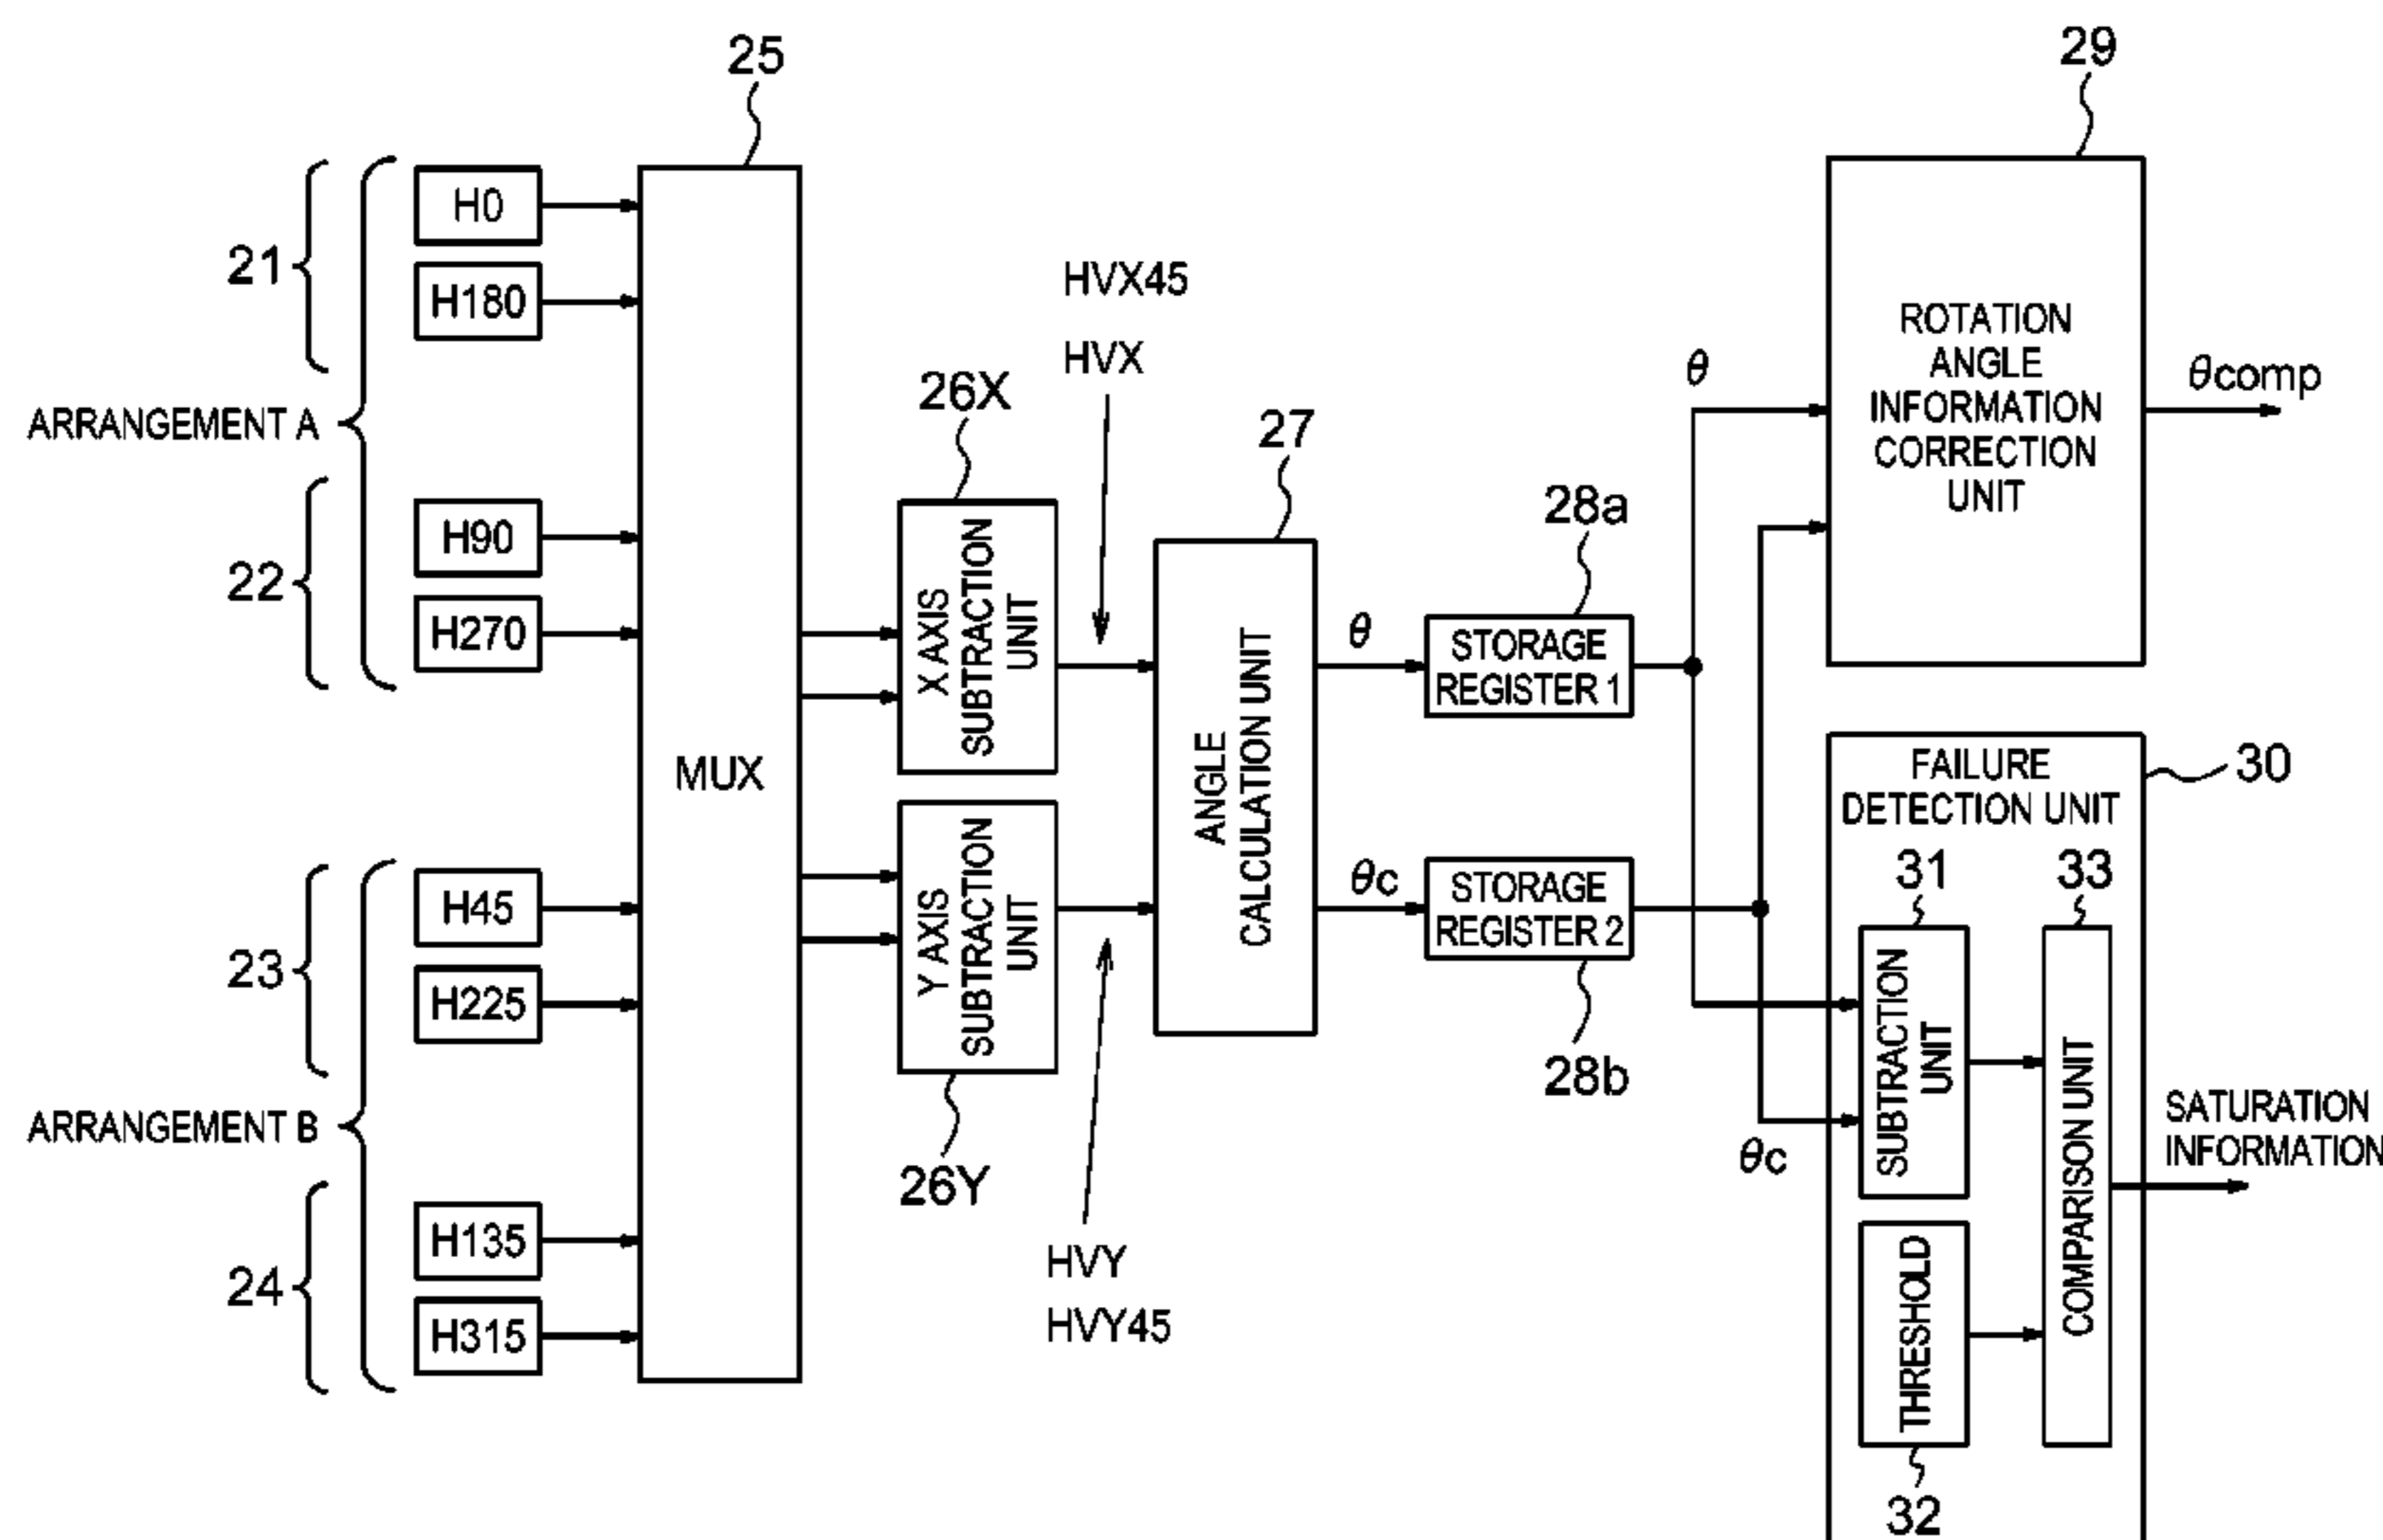 25
29
21
H0
H180
ARRANGEMENT A
22
H90
H270
23
H45
H225
ARRANGEMENT B
24
H135
H315
MUX
HVX45
HVX
26X
X AXIS
SUBTRACTION
UNIT
Y AXIS
SUBTRACTION
UNIT
26Y
HVY
HVY45
27
ANGLE
CALCULATION UNIT
θ
θc
28a
STORAGE
REGISTER 1
STORAGE
REGISTER 2
28b
θ
θc
ROTATION
ANGLE
INFORMATION
CORRECTION
UNIT
θcomp
FAILURE
DETECTION UNIT
30
31
33
SUBTRACTION
UNIT
COMPARISON UNIT
THRESHOLD
32
SATURATION
INFORMATION